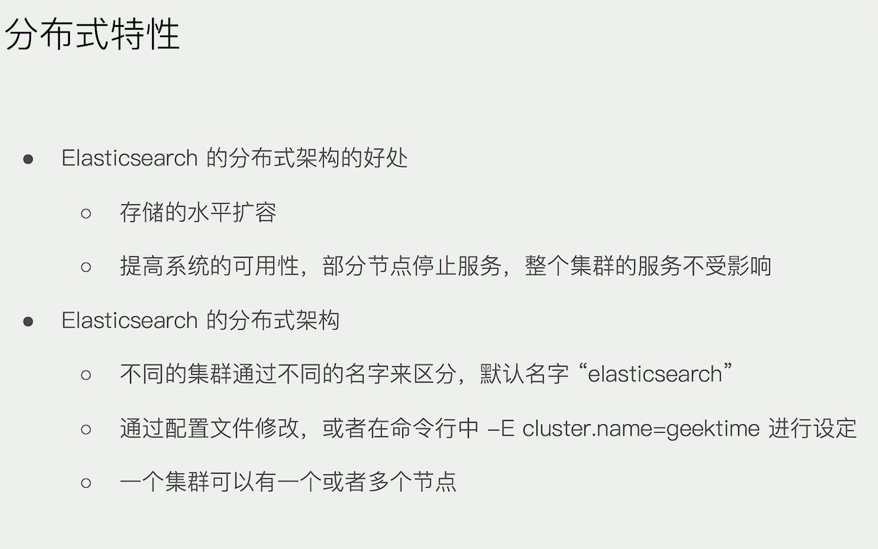 分布式特性
● Elasticsearch 的分布式架构的好处
○ 存储的水平扩容
○ 提高系统的可用性，部分节点停止服务，整个集群的服务不受影响
● Elasticsearch 的分布式架构
○ 不同的集群通过不同的名字来区分，默认名字 “elasticsearch”
○ 通过配置文件修改，或者在命令行中 -E cluster.name=geektime 进行设定
○ 一个集群可以有一个或者多个节点